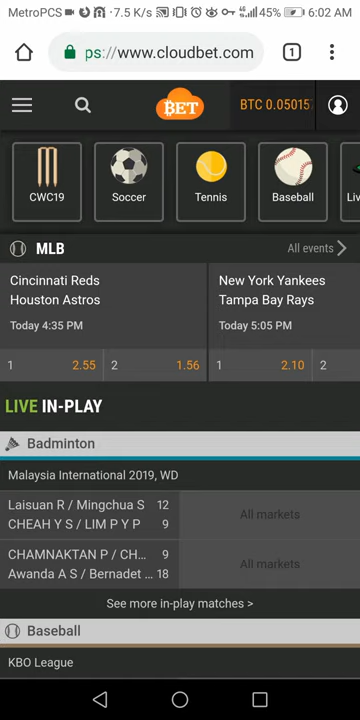 MetroPCS 7.5 K/s 45% 6:02 AM
ps://www.cloudbet.com 1
BET BTC 0.05015
CWC19 Soccer Tennis Baseball Liv
MLB All events
Cincinnati Reds
Houston Astros
Today 4:35 PM
1 2.55 2 1.56
New York Yankees
Tampa Bay Rays
Today 5:05 PM
1 2.10 2
LIVE IN-PLAY
Badminton
Malaysia International 2019, WD
Laisuan R / Mingchua S 12
CHEAH Y S / LIM P Y P 9
All markets
CHAMNAKTAN P / CH... 9
Awanda A S / Bernadet ... 18
All markets
See more in-play matches >
Baseball
KBO League